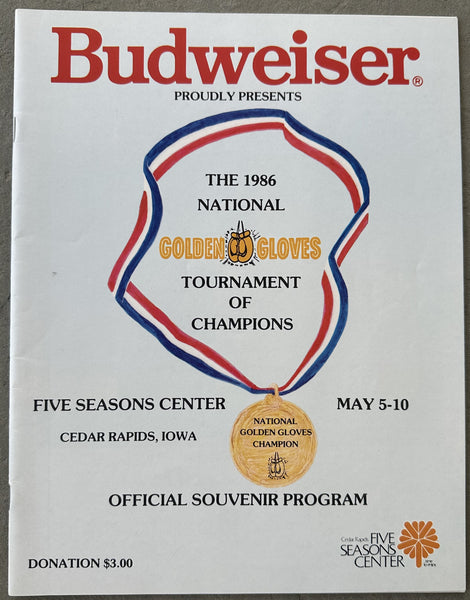 Budweiser®
PROUDLY PRESENTS
THE 1986
NATIONAL
GOLDEN GLOVES
TOURNAMENT
OF
CHAMPIONS
FIVE SEASONS CENTER
MAY 5-10
CEDAR RAPIDS, IOWA
NATIONAL
GOLDEN GLOVES
CHAMPION
OFFICIAL SOUVENIR PROGRAM
Cedar Rapids FIVE
SEASONS
CENTER
DONATION $3.00